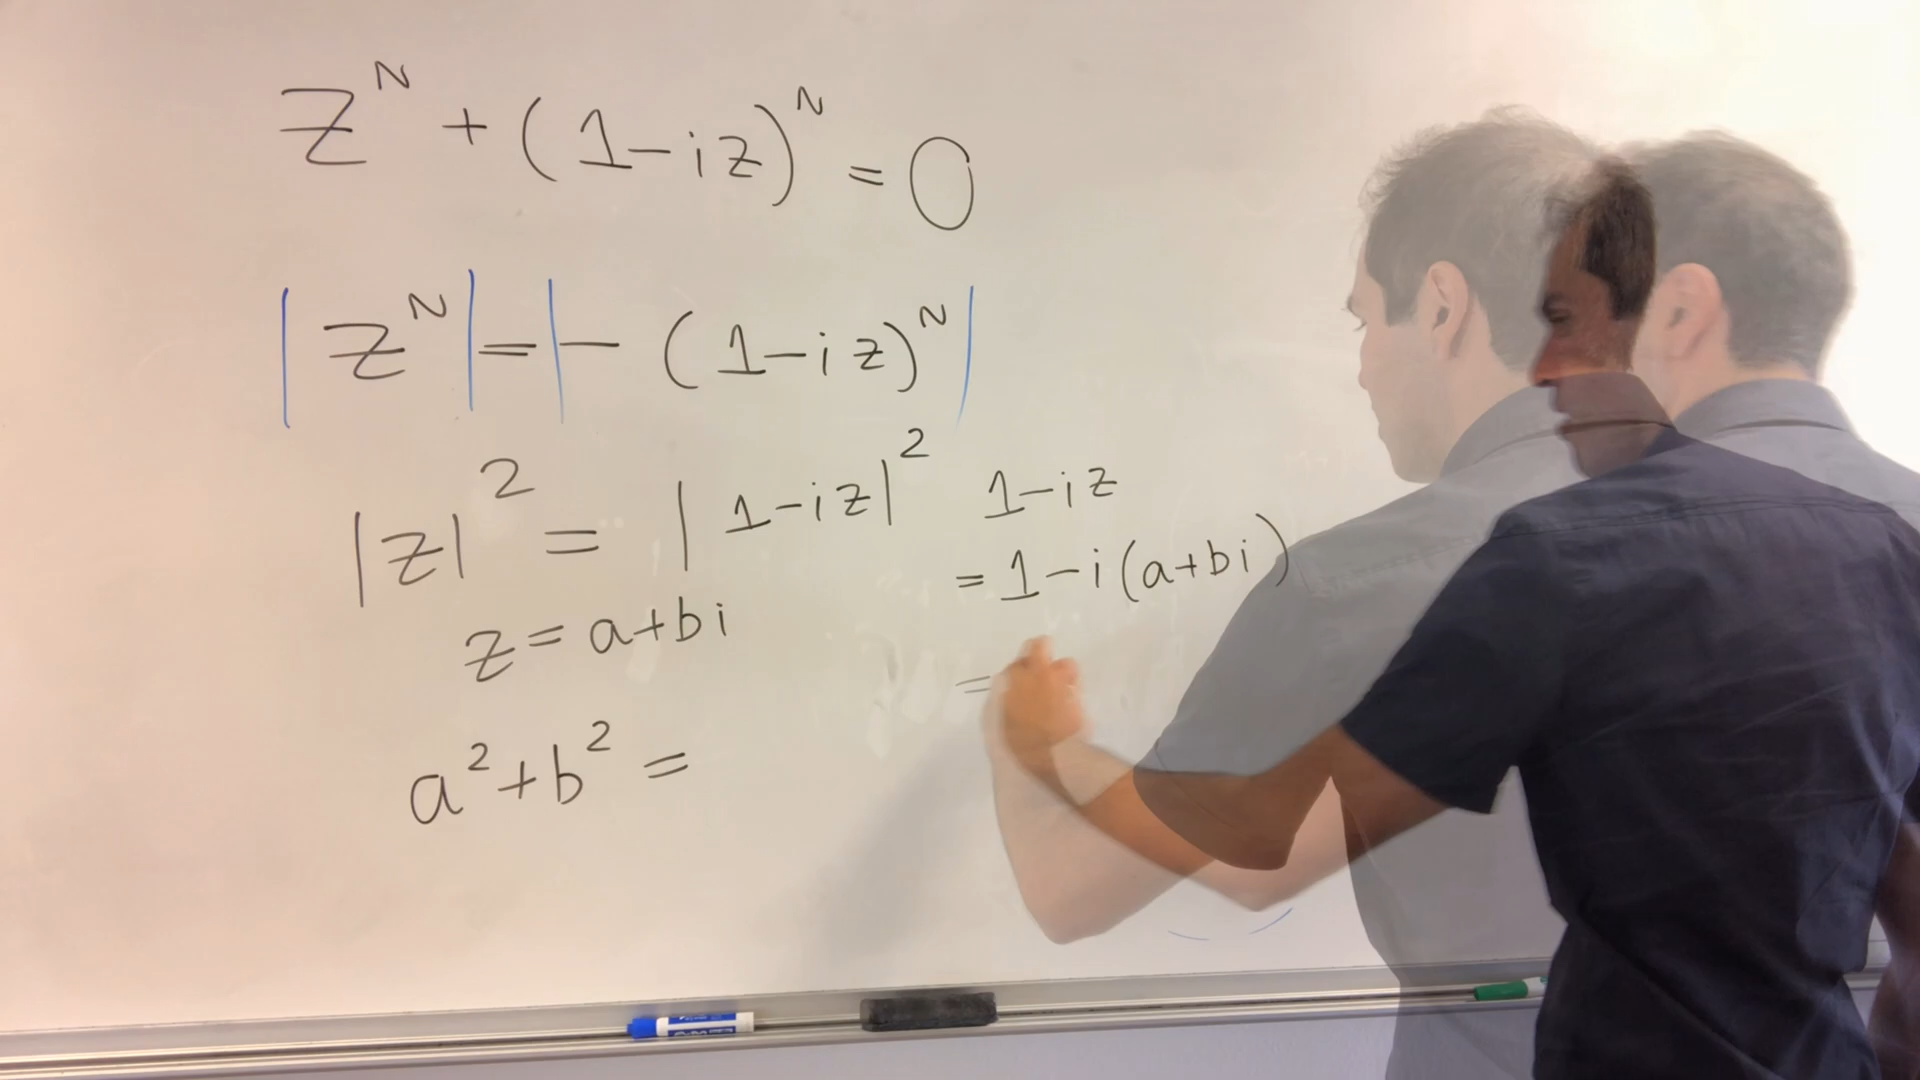 z^N + (1-iz)^N = 0
|z^N| = |- (1-iz)^N|
|z|^2 = |1-iz|^2
z = a+bi
a^2+b^2 =
1-iz
= 1-i(a+bi)
=